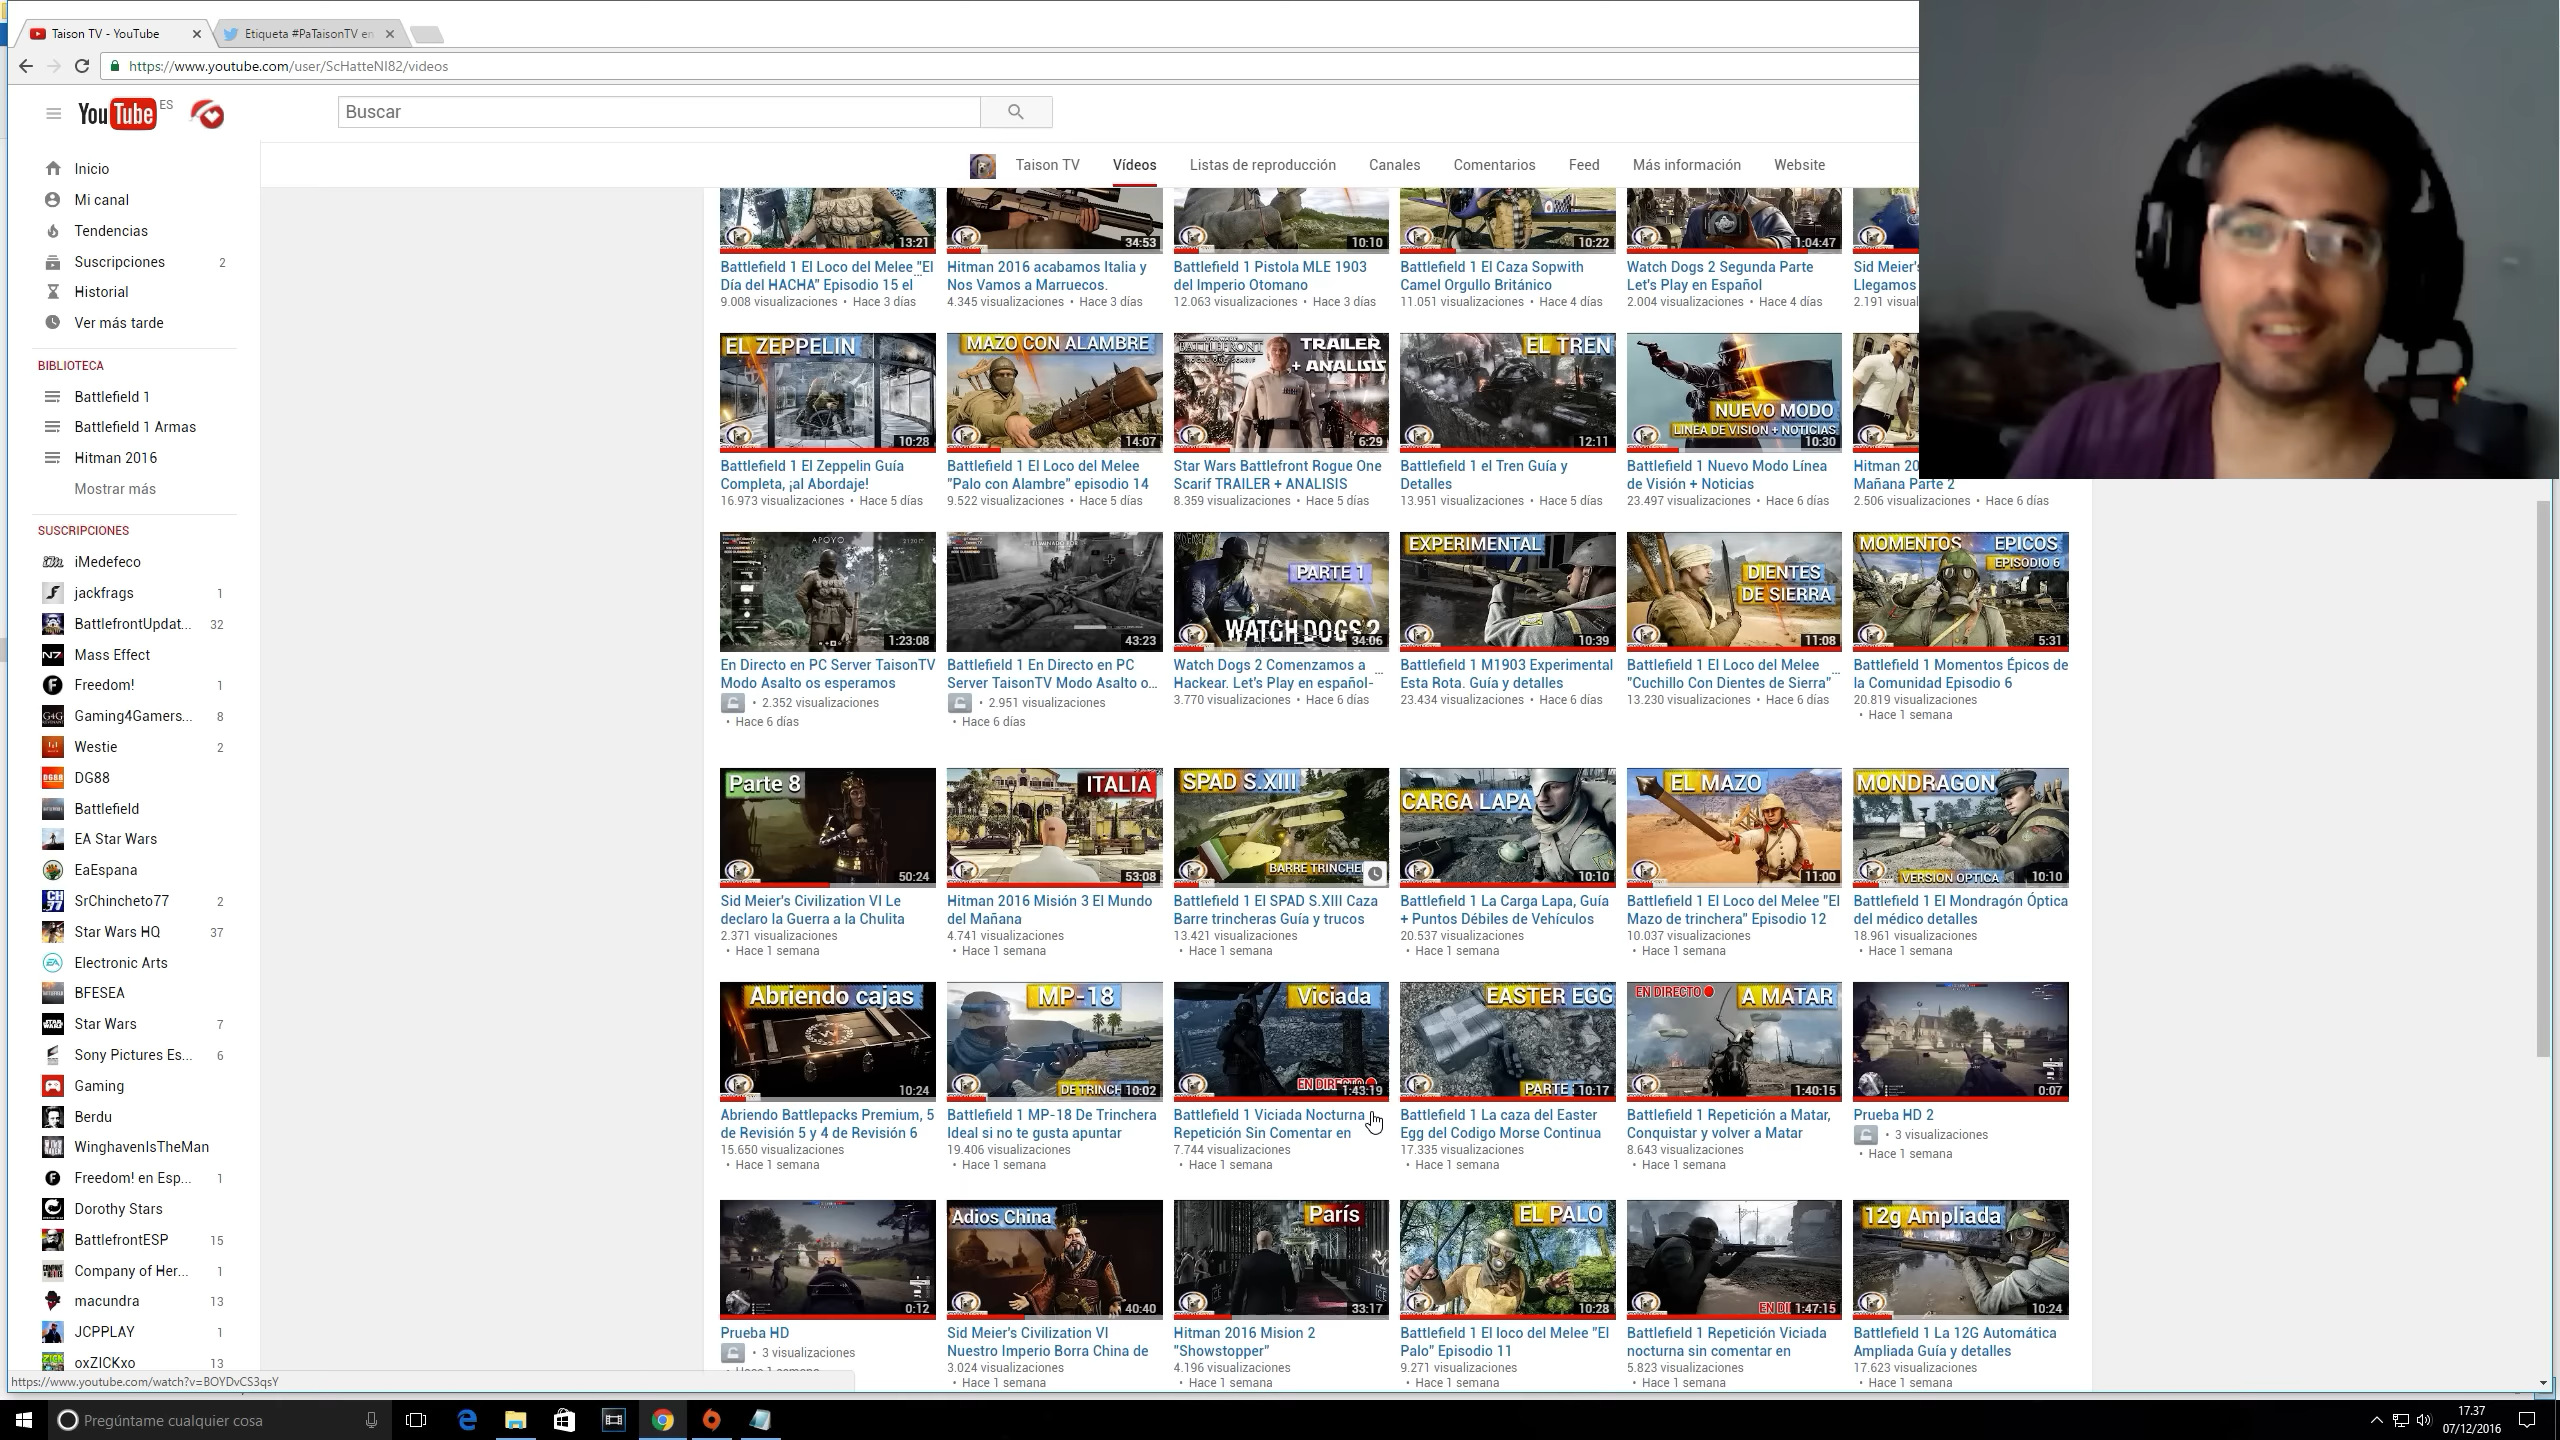 Taison TV - YouTube
Etiqueta #PaTaisonTV en
https://www.youtube.com/user/ScHatteNI82/videos
YouTube ES
Buscar
Inicio
Mi canal
Tendencias
Suscripciones 2
Historial
Ver más tarde
BIBLIOTECA
Battlefield 1
Battlefield 1 Armas
Hitman 2016
Mostrar más
SUSCRIPCIONES
iMedefeco
jackfrags 1
BattlefrontUpdat... 32
Mass Effect
Freedom! 1
Gaming4Gamers... 8
Westie 2
DG88
Battlefield
EA Star Wars
EaEspana
SrChincheto77 2
Star Wars HQ 37
Electronic Arts
BFESEA
Star Wars 7
Sony Pictures Es... 6
Gaming
Berdu
WinghavenIsTheMan
Freedom! en Esp... 1
Dorothy Stars
BattlefrontESP 15
Company of Her... 1
macundra 13
JCPPLAY 1
oxZICKxo 13
Taison TV Vídeos Listas de reproducción Canales Comentarios Feed Más información Website
13:21
Battlefield 1 El Loco del Melee "El
Día del HACHA" Episodio 15 el
9.008 visualizaciones • Hace 3 días
34:53
Hitman 2016 acabamos Italia y
Nos Vamos a Marruecos.
4.345 visualizaciones • Hace 3 días
10:10
Battlefield 1 Pistola MLE 1903
del Imperio Otomano
12.063 visualizaciones • Hace 3 días
10:22
Battlefield 1 El Caza Sopwith
Camel Orgullo Británico
11.051 visualizaciones • Hace 4 días
1:04:47
Watch Dogs 2 Segunda Parte
Let's Play en Español
2.004 visualizaciones • Hace 4 días
Sid Meier's
Llegamos
2.191
EL ZEPPELIN
10:28
Battlefield 1 El Zeppelin Guía
Completa, ¡al Abordaje!
16.973 visualizaciones • Hace 5 días
MAZO CON ALAMBRE
14:07
Battlefield 1 El Loco del Melee
"Palo con Alambre" episodio 14
9.522 visualizaciones • Hace 5 días
BATTLEFRONT
TRAILER
+ ANALISIS
6:29
Star Wars Battlefront Rogue One
Scarif TRAILER + ANALISIS
8.359 visualizaciones • Hace 5 días
EL TREN
12:11
Battlefield 1 el Tren Guía y
Detalles
13.951 visualizaciones • Hace 5 días
NUEVO MODO
LINEA DE VISION + NOTICIAS
10:30
Battlefield 1 Nuevo Modo Línea
de Visión + Noticias
23.497 visualizaciones • Hace 6 días
Hitman 20
Mañana Parte 2
2.506 visualizaciones • Hace 6 días
APOYO
1:23:08
En Directo en PC Server TaisonTV
Modo Asalto os esperamos
• 2.352 visualizaciones
• Hace 6 días
43:23
Battlefield 1 En Directo en PC
Server TaisonTV Modo Asalto o...
• 2.951 visualizaciones
• Hace 6 días
PARTE 1
WATCH DOGS 2
34:06
Watch Dogs 2 Comenzamos a
Hackear. Let's Play en español-
3.770 visualizaciones • Hace 6 días
EXPERIMENTAL
10:39
Battlefield 1 M1903 Experimental
Esta Rota. Guía y detalles
23.434 visualizaciones • Hace 6 días
DIENTES
DE SIERRA
11:08
Battlefield 1 El Loco del Melee
"Cuchillo Con Dientes de Sierra"...
13.230 visualizaciones • Hace 6 días
MOMENTOS EPICOS
EPISODIO 6
5:31
Battlefield 1 Momentos Épicos de
la Comunidad Episodio 6
20.819 visualizaciones
• Hace 1 semana
Parte 8
50:24
Sid Meier's Civilization VI Le
declaro la Guerra a la Chulita
2.371 visualizaciones
• Hace 1 semana
ITALIA
53:08
Hitman 2016 Misión 3 El Mundo
del Mañana
4.741 visualizaciones
• Hace 1 semana
SPAD S.XIII
BARRE TRINCHE
Battlefield 1 El SPAD S.XIII Caza
Barre trincheras Guía y trucos
13.421 visualizaciones
• Hace 1 semana
CARGA LAPA
10:10
Battlefield 1 La Carga Lapa, Guía
+ Puntos Débiles de Vehículos
20.537 visualizaciones
• Hace 1 semana
EL MAZO
11:00
Battlefield 1 El Loco del Melee "El
Mazo de trinchera" Episodio 12
10.037 visualizaciones
• Hace 1 semana
MONDRAGON
VERSION OPTICA
10:10
Battlefield 1 El Mondragón Óptica
del médico detalles
18.961 visualizaciones
• Hace 1 semana
Abriendo cajas
10:24
Abriendo Battlepacks Premium, 5
de Revisión 5 y 4 de Revisión 6
15.650 visualizaciones
• Hace 1 semana
MP-18
DE TRINCH
10:02
Battlefield 1 MP-18 De Trinchera
Ideal si no te gusta apuntar
19.406 visualizaciones
• Hace 1 semana
Viciada
EN DIRECTO
1:43:19
Battlefield 1 Viciada Nocturna
Repetición Sin Comentar en
7.744 visualizaciones
• Hace 1 semana
EASTER EGG
PARTE
10:17
Battlefield 1 La caza del Easter
Egg del Codigo Morse Continua
17.335 visualizaciones
• Hace 1 semana
EN DIRECTO A MATAR
1:40:15
Battlefield 1 Repetición a Matar,
Conquistar y volver a Matar
8.643 visualizaciones
• Hace 1 semana
0:07
Prueba HD 2
• 3 visualizaciones
• Hace 1 semana
0:12
Prueba HD
• 3 visualizaciones
Adios China
40:40
Sid Meier's Civilization VI
Nuestro Imperio Borra China de
3.024 visualizaciones
• Hace 1 semana
París
33:17
Hitman 2016 Mision 2
"Showstopper"
4.196 visualizaciones
• Hace 1 semana
EL PALO
10:28
Battlefield 1 El loco del Melee "El
Palo" Episodio 11
9.271 visualizaciones
• Hace 1 semana
EN DI
1:47:15
Battlefield 1 Repetición Viciada
nocturna sin comentar en
5.823 visualizaciones
• Hace 1 semana
12g Ampliada
10:24
Battlefield 1 La 12G Automática
Ampliada Guía y detalles
17.623 visualizaciones
• Hace 1 semana
https://www.youtube.com/watch?v=BOYDvCS3qsY
Pregúntame cualquier cosa
17.37
07/12/2016